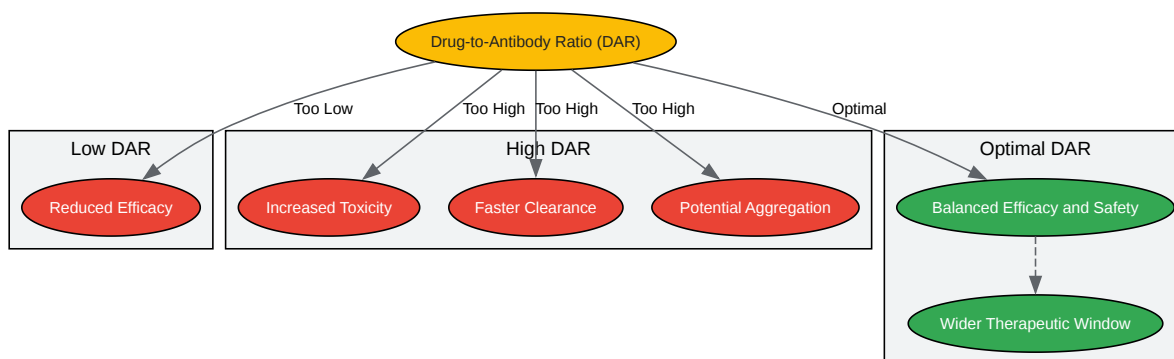 Drug-to-Antibody Ratio (DAR)
Too Low
Too High
Too High
Too High
Optimal
Low DAR
High DAR
Optimal DAR
Reduced Efficacy
Increased Toxicity
Faster Clearance
Potential Aggregation
Balanced Efficacy and Safety
Wider Therapeutic Window